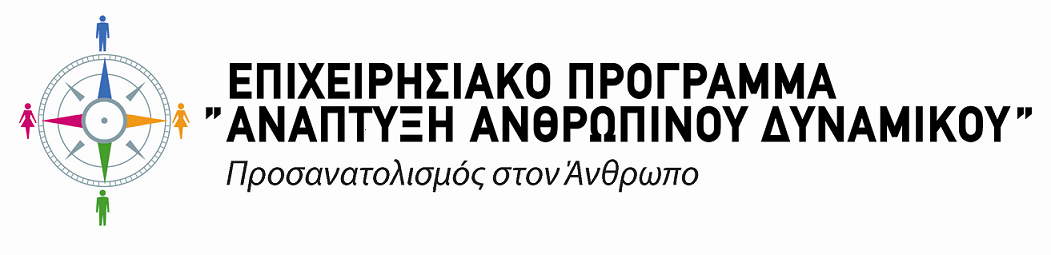 ΕΠΙΧΕΙΡΗΣΙΑΚΟ ΠΡΟΓΡΑΜΜΑ
"ΑΝΑΠΤΥΞΗ ΑΝΘΡΩΠΙΝΟΥ ΔΥΝΑΜΙΚΟΥ"
Προσανατολισμός στον Άνθρωπο